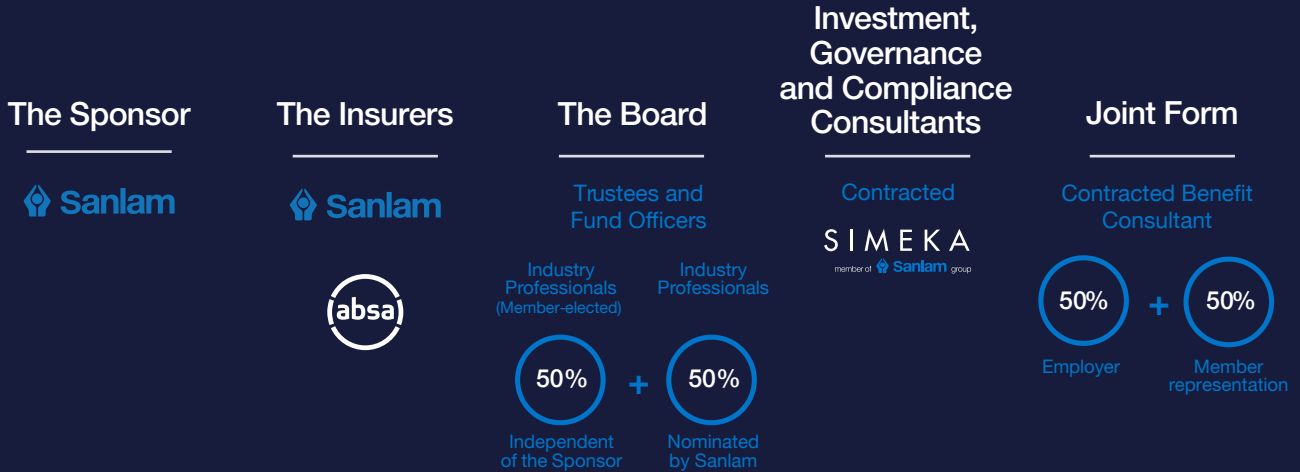 The Sponsor
Sanlam
The Insurers
Sanlam
absa
The Board
Trustees and
Fund Officers
Industry
Professionals
(Member-elected)
50%
Independent
of the Sponsor
+
Industry
Professionals
50%
Nominated
by Sanlam
Investment,
Governance
and Compliance
Consultants
Contracted
SIMEKA
member of Sanlam group
Joint Form
Contracted Benefit
Consultant
50%
Employer
+
50%
Member
representation